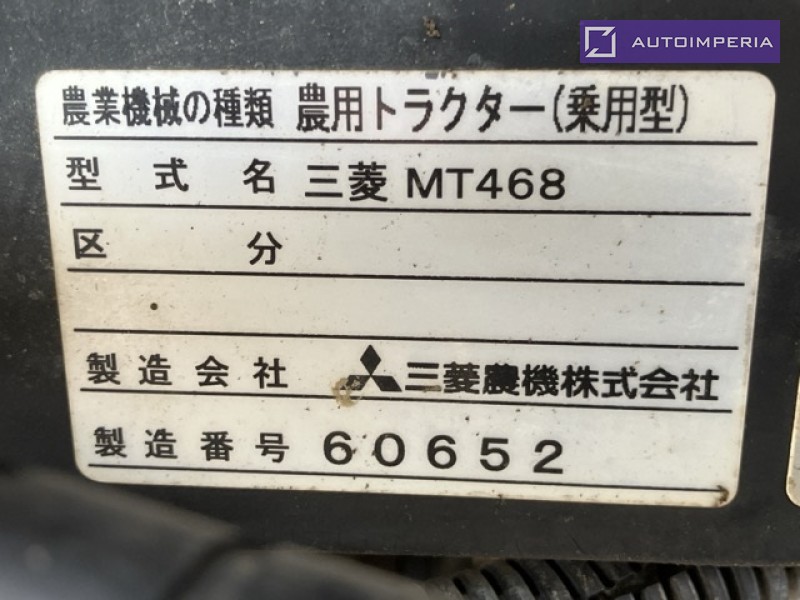 AUTOIMPERIA
農業機械の種類 農用トラクター(乗用型)
型式名 三菱 MT468
区分
製造会社 三菱農機株式会社
製造番号 60652